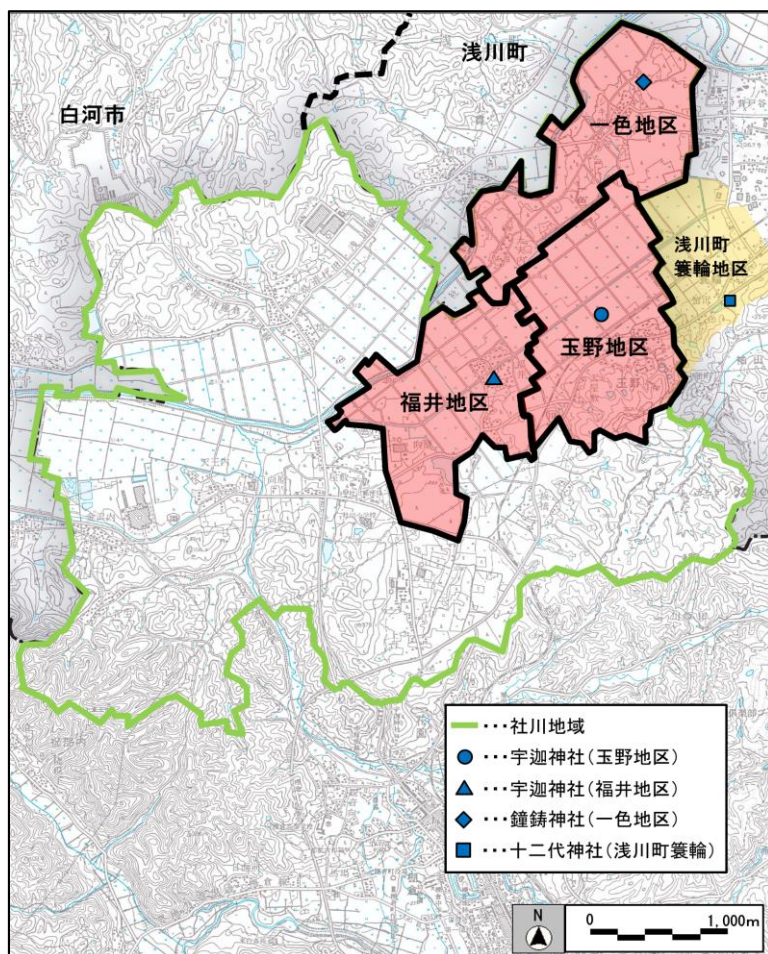 浅川町
白河市
一色地区
浅川町
簑輪地区
玉野地区
福井地区
・・・社川地域
・・・宇迦神社(玉野地区)
・・・宇迦神社(福井地区)
・・・鐘鋳神社(一色地区)
・・・十二代神社(浅川町簑輪)
N
0 1,000m